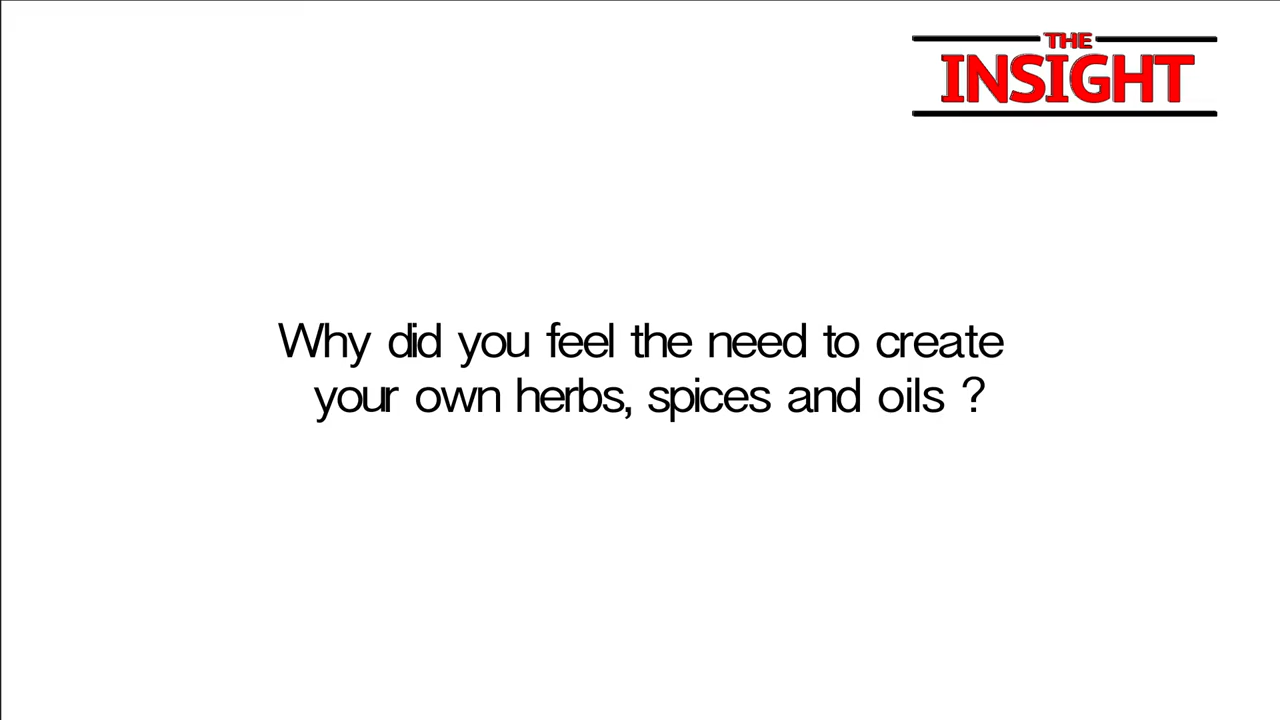 THE
INSIGHT
Why did you feel the need to create
your own herbs, spices and oils ?